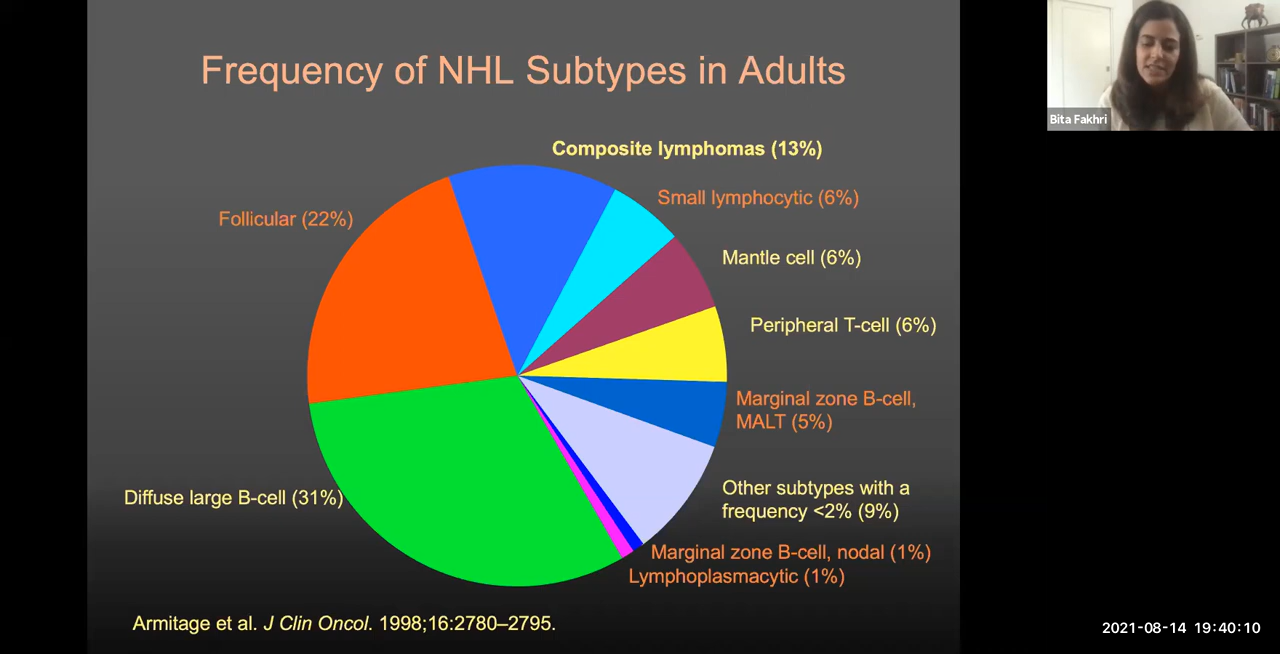 Frequency of NHL Subtypes in Adults
Bita Fakhri
Composite lymphomas (13%)
Small lymphocytic (6%)
Follicular (22%)
Mantle cell (6%)
Peripheral T-cell (6%)
Marginal zone B-cell,
MALT (5%)
Diffuse large B-cell (31%)
Other subtypes with a
frequency <2% (9%)
Marginal zone B-cell, nodal (1%)
Lymphoplasmacytic (1%)
Armitage et al. J Clin Oncol. 1998;16:2780–2795.
2021-08-14 19:40:10